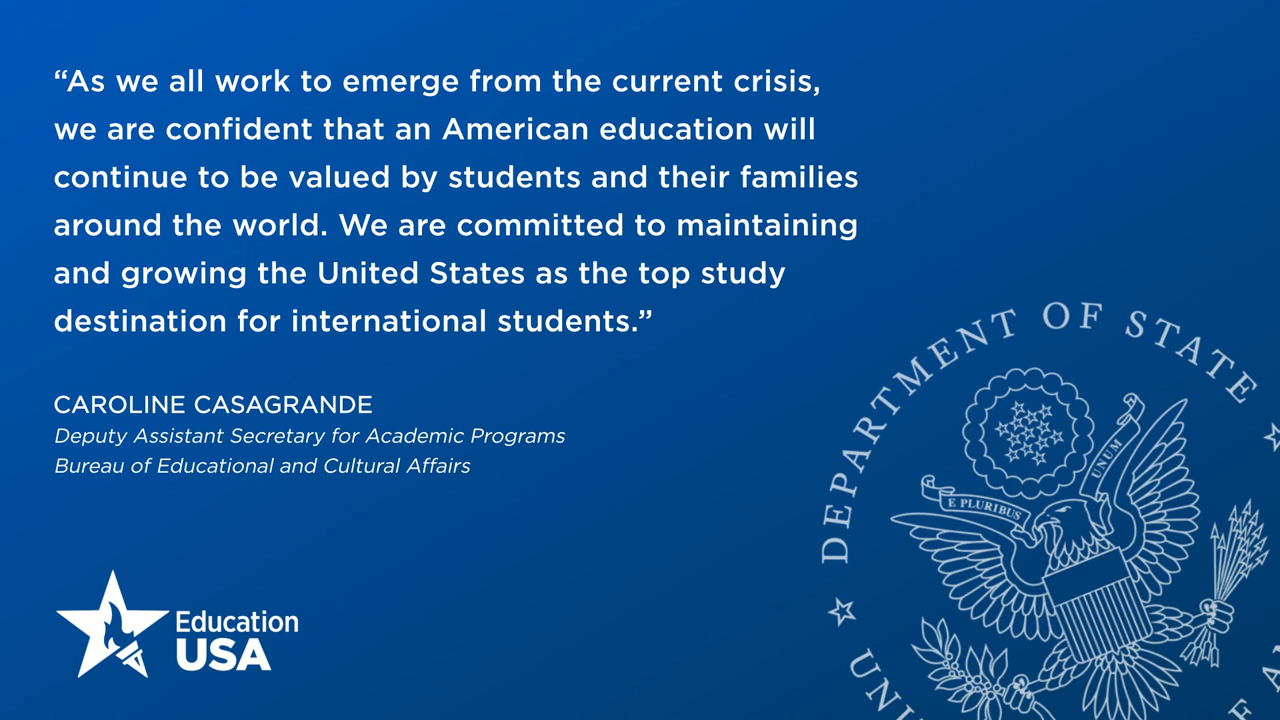 “As we all work to emerge from the current crisis,
we are confident that an American education will
continue to be valued by students and their families
around the world. We are committed to maintaining
and growing the United States as the top study
destination for international students.”
CAROLINE CASAGRANDE
Deputy Assistant Secretary for Academic Programs
Bureau of Educational and Cultural Affairs
Education
USA
DEPARTMENT OF STATE
E PLURIBUS
UNUM